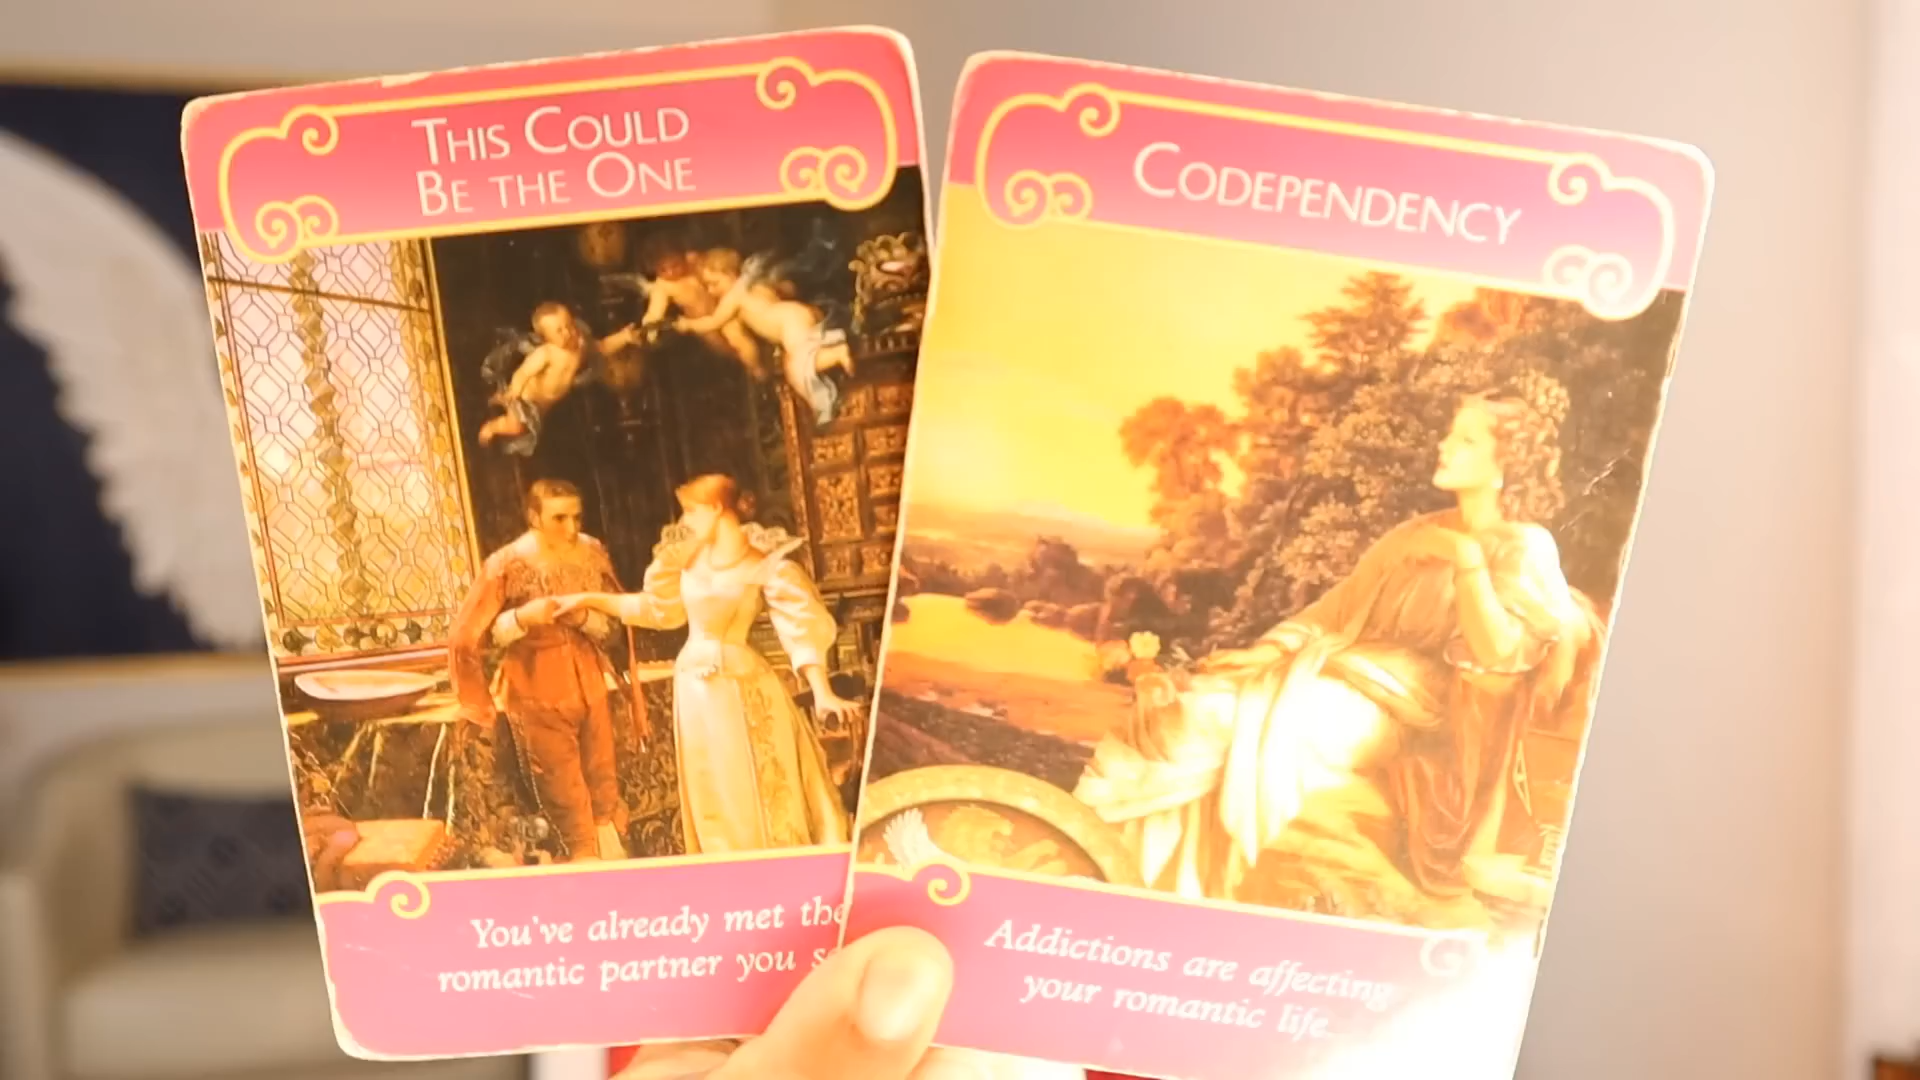 THIS COULD
BE THE ONE
You've already met the
romantic partner you
CODEPENDENCY
Addictions are affecting
your romantic life.